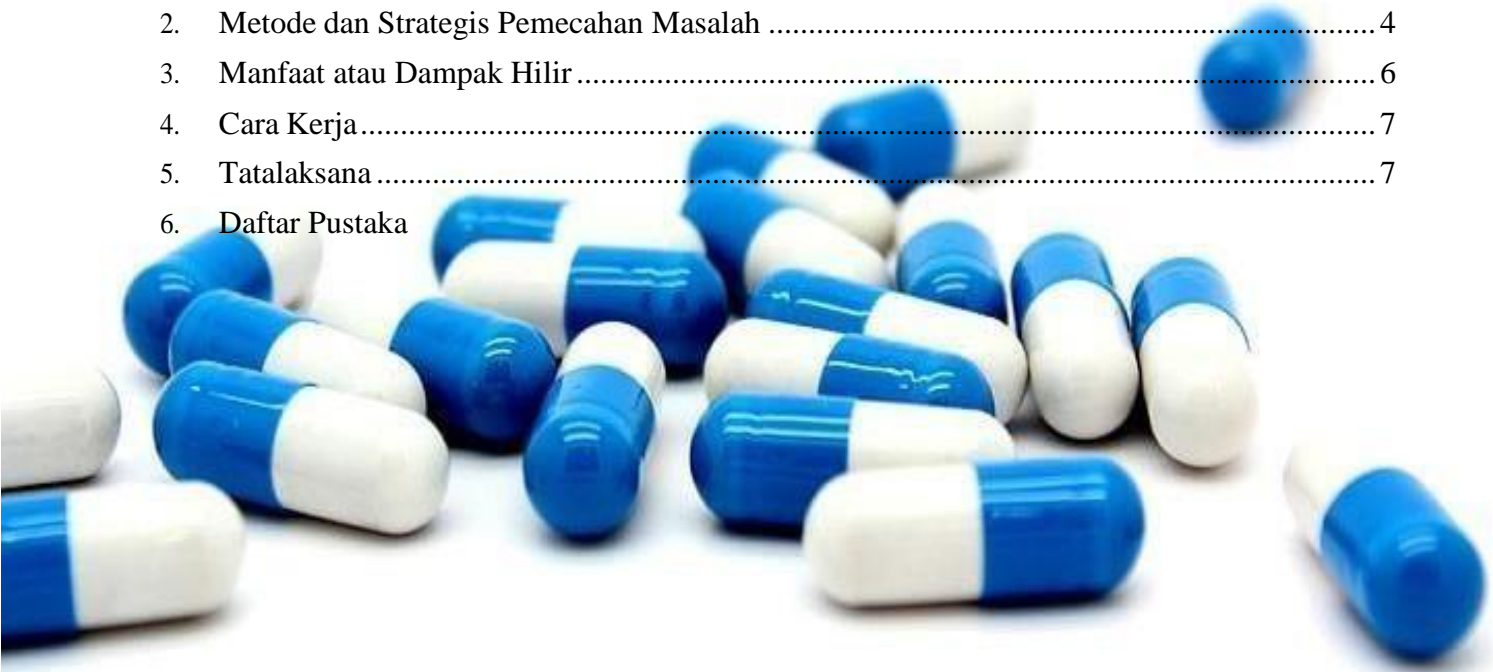 2. Metode dan Strategis Pemecahan Masalah ........................................................................... 4
3. Manfaat atau Dampak Hilir ................................................................................................... 6
4. Cara Kerja.............................................................................................................................. 7
5. Tatalaksana ............................................................................................................................ 7
6. Daftar Pustaka